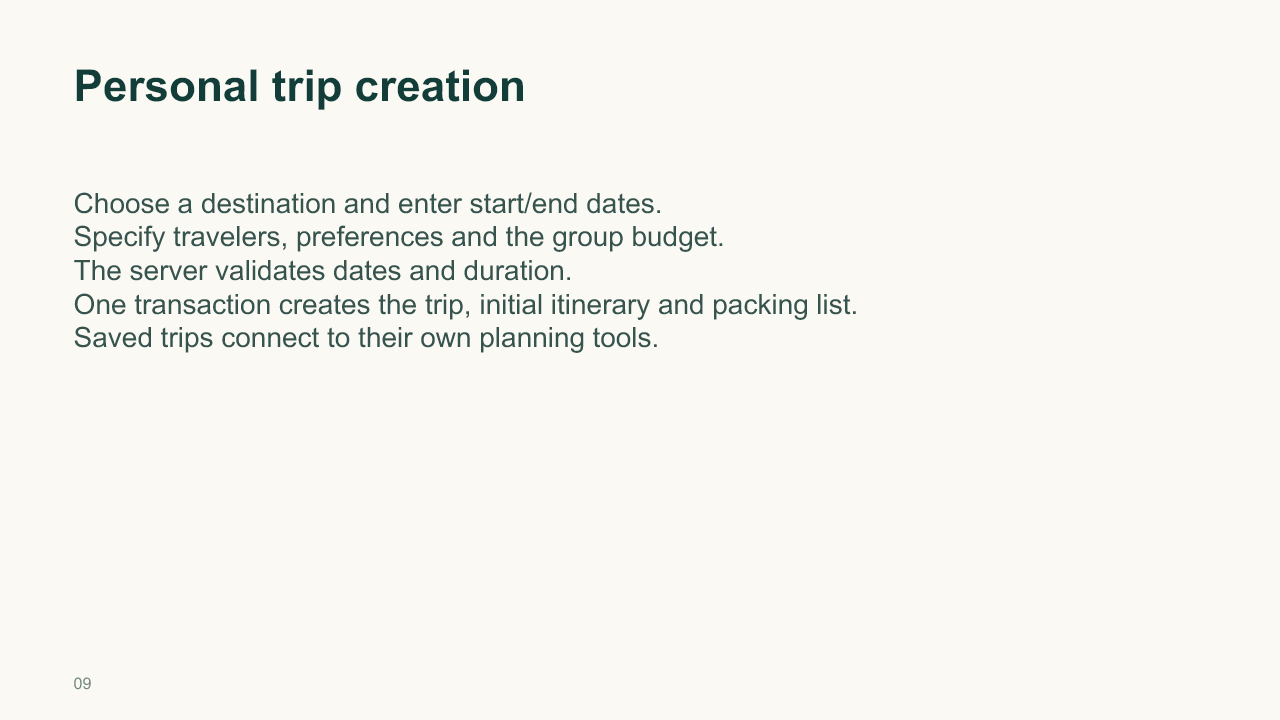 Personal trip creation
Choose a destination and enter start/end dates.
Specify travelers, preferences and the group budget.
The server validates dates and duration.
One transaction creates the trip, initial itinerary and packing list.
Saved trips connect to their own planning tools.
09